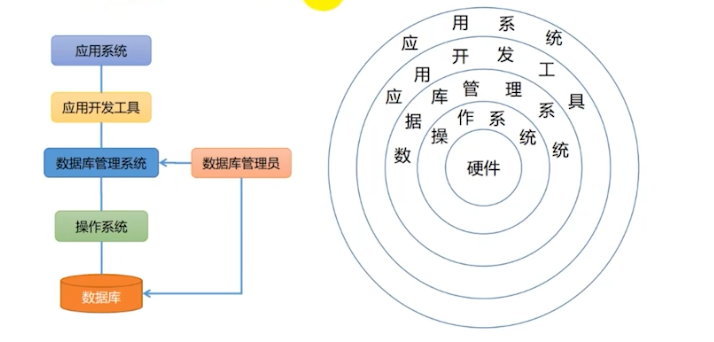 应用系统
应用开发工具
数据库管理系统
数据库管理员
操作系统
数据库
应用系统
应用开发工具
数据库管理系统
操作系统
硬件